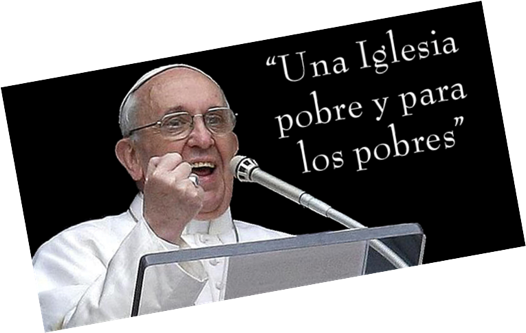 “Una Iglesia
pobre y para
los pobres”